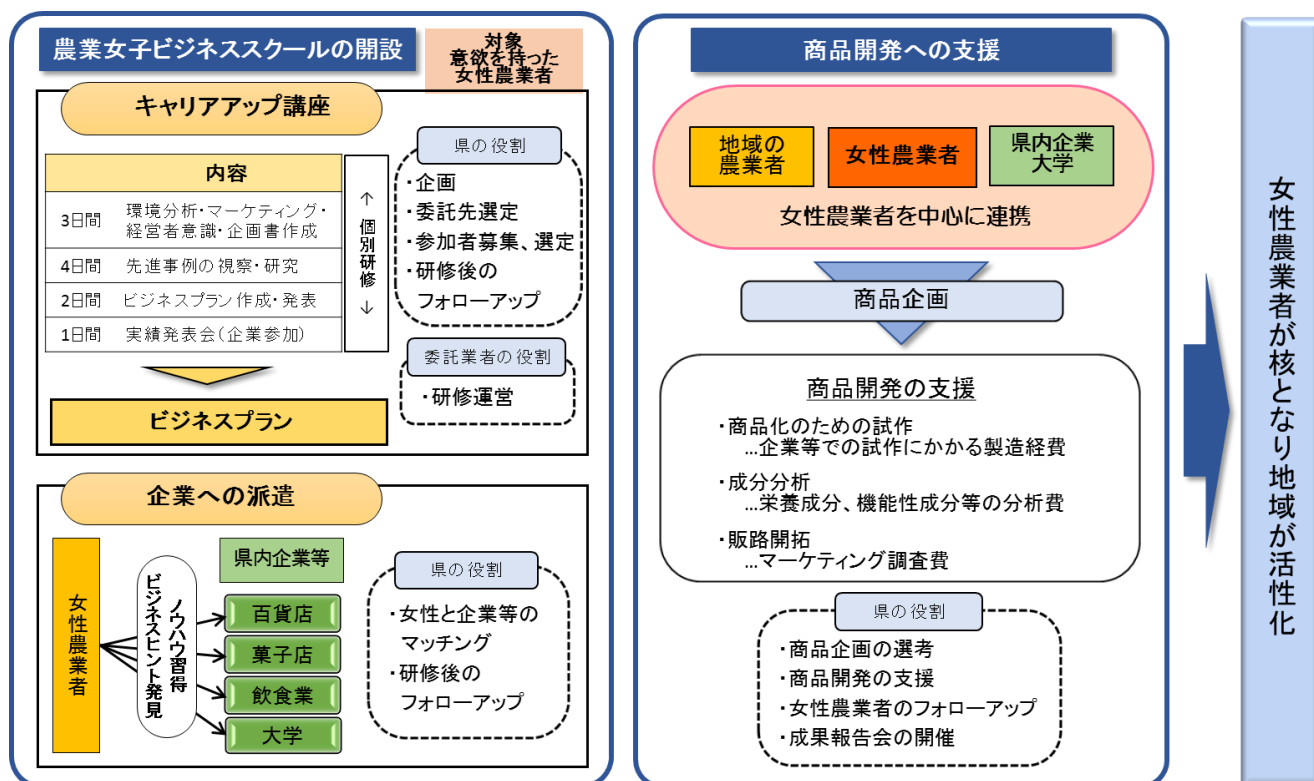 農業女子ビジネススクールの開設
対象
意欲を持った
女性農業者
キャリアアップ講座
内容
3日間 環境分析・マーケティング・
経営者意識・企画書作成
4日間 先進事例の視察・研究
2日間 ビジネスプラン作成・発表
1日間 実績発表会(企業参加)
↑個別研修↓
ビジネスプラン
県の役割
・企画
・委託先選定
・参加者募集、選定
・研修後の
フォローアップ
委託業者の役割
・研修運営
企業への派遣
女性農業者
ノウハウ習得
ビジネスヒント発見
県内企業等
百貨店
菓子店
飲食業
大学
県の役割
・女性と企業等の
マッチング
・研修後の
フォローアップ
商品開発への支援
地域の
農業者
女性農業者
県内企業
大学
女性農業者を中心に連携
商品企画
商品開発の支援
・商品化のための試作
…企業等での試作にかかる製造経費
・成分分析
…栄養成分、機能性成分等の分析費
・販路開拓
…マーケティング調査費
県の役割
・商品企画の選考
・商品開発の支援
・女性農業者のフォローアップ
・成果報告会の開催
女性農業者が核となり地域が活性化